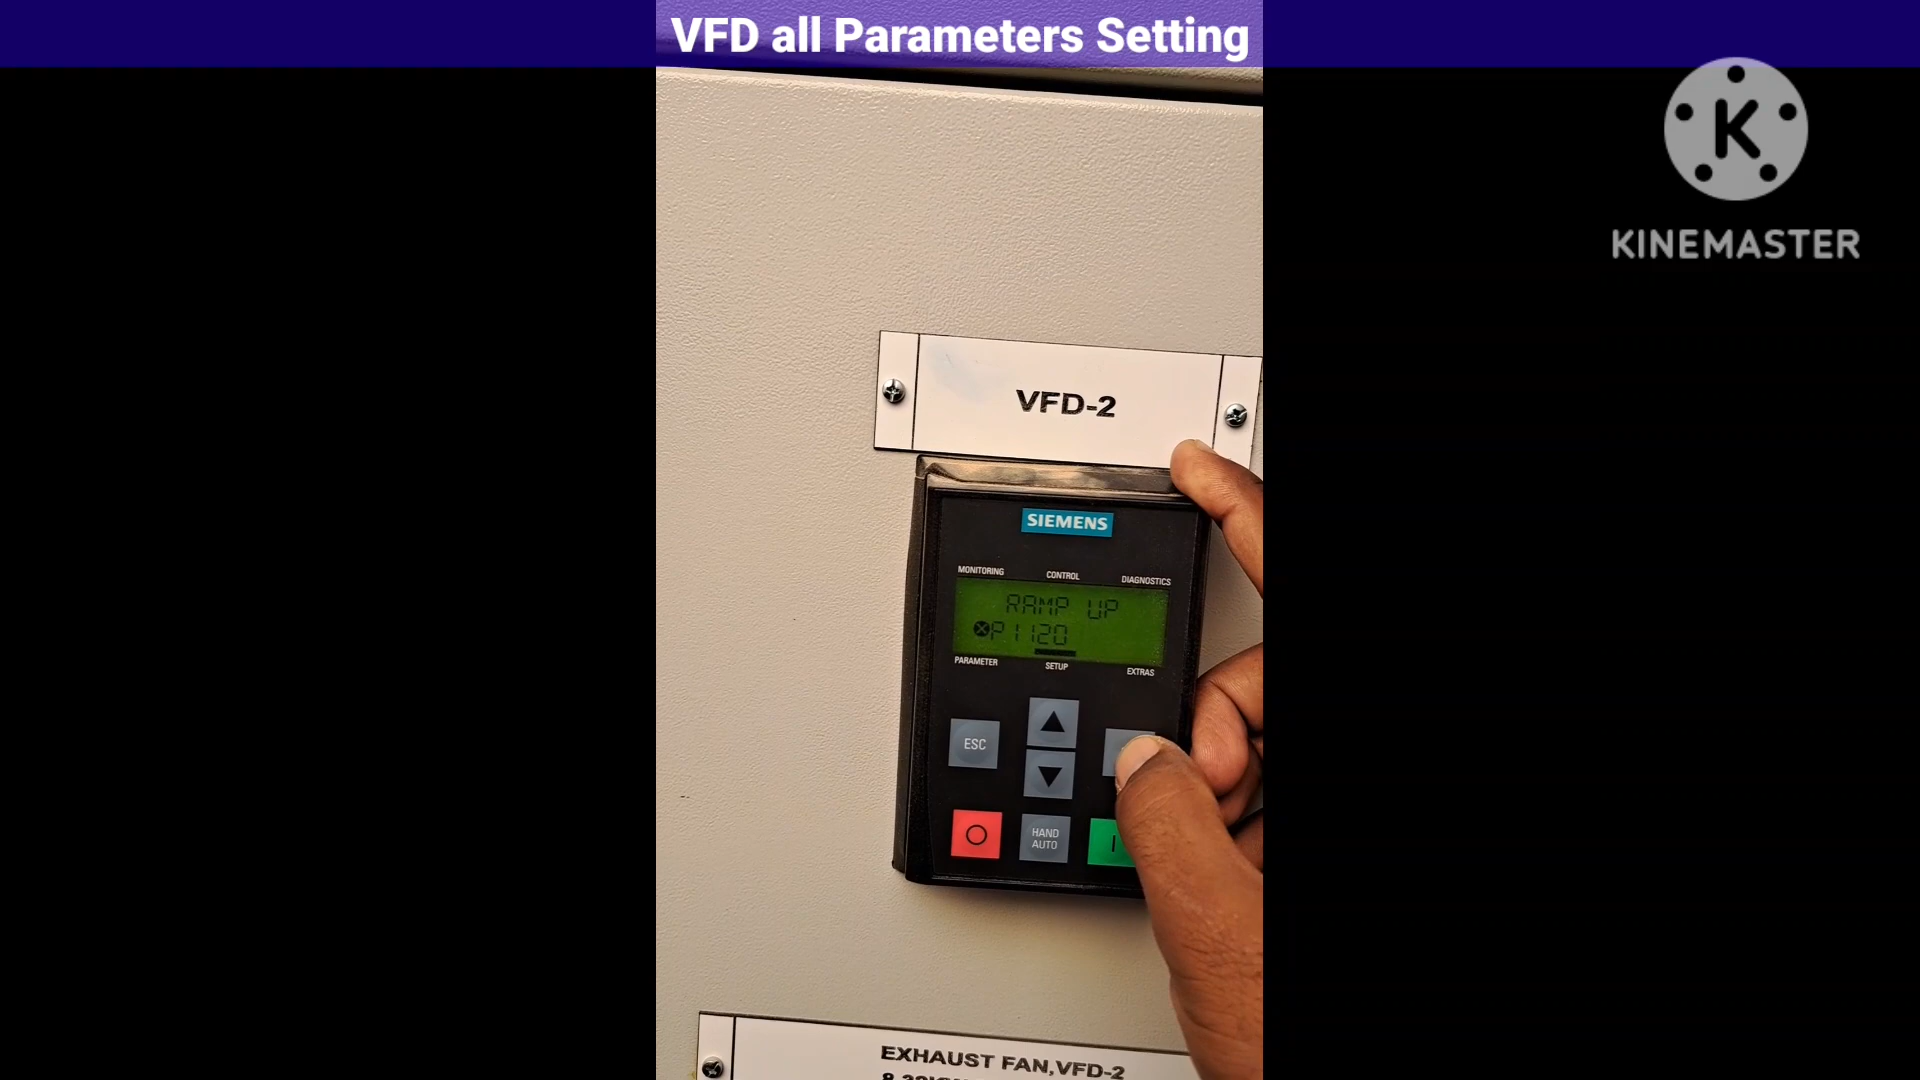 VFD all Parameters Setting
KINEMASTER
VFD-2
SIEMENS
MONITORING CONTROL DIAGNOSTICS
RAMP UP
P1120
PARAMETER SETUP EXTRAS
ESC
HAND
AUTO
EXHAUST FAN,VFD-2